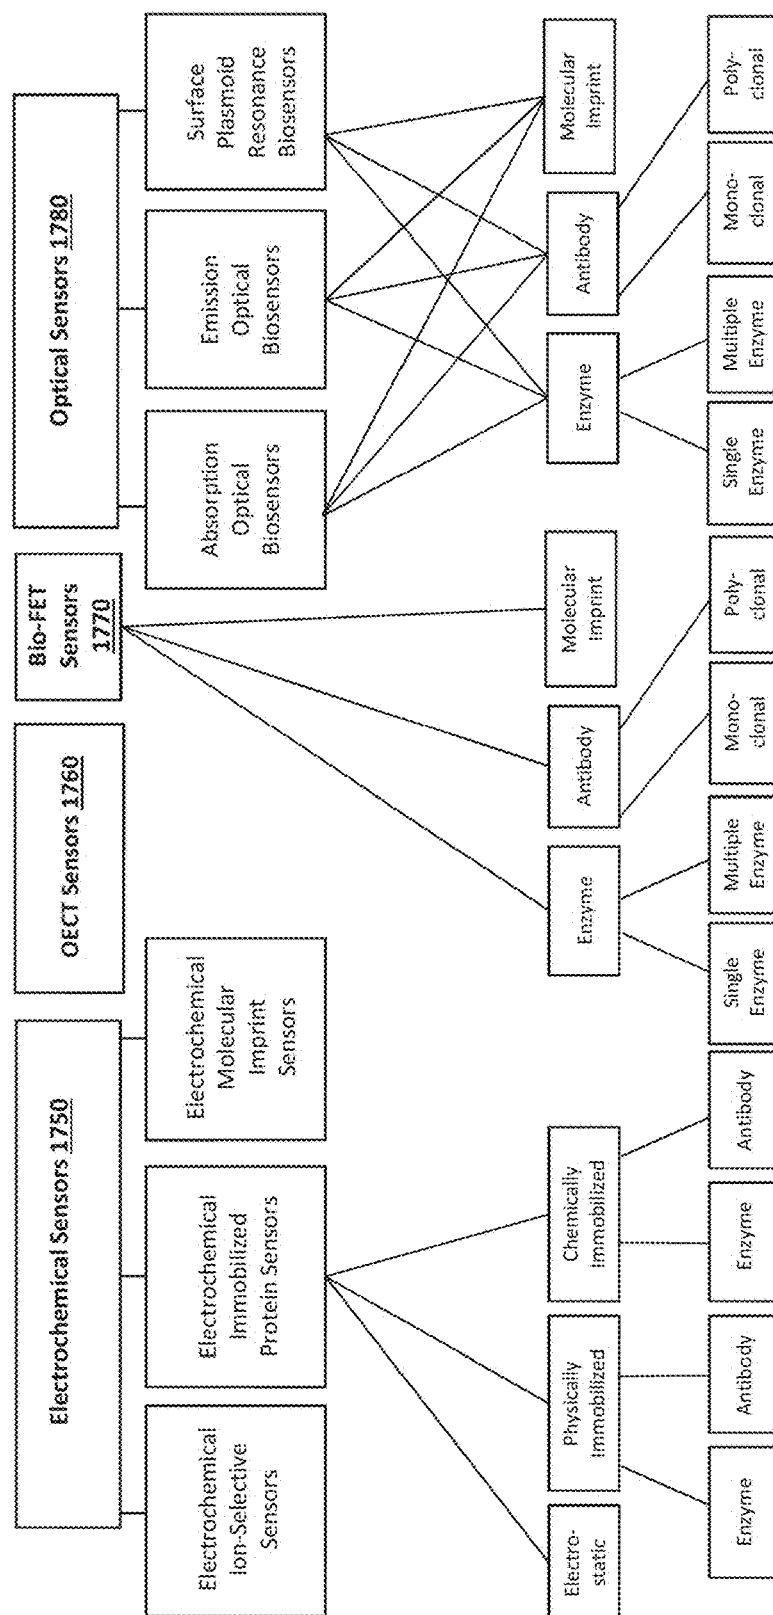 Electrochemical Sensors 1750
OECT Sensors 1760
Bio-FET
Sensors
1770
Optical Sensors 1780
Electrochemical
Ion-Selective
Sensors
Electrochemical
Immobilized
Protein Sensors
Electrochemical
Molecular
Imprint
Sensors
Absorption
Optical
Biosensors
Emission
Optical
Biosensors
Surface
Plasmoid
Resonance
Biosensors
Electro-
static
Physically
Immobilized
Chemically
Immobilized
Enzyme
Antibody
Molecular
Imprint
Enzyme
Antibody
Molecular
Imprint
Enzyme
Antibody
Enzyme
Antibody
Single
Enzyme
Multiple
Enzyme
Mono-
clonal
Poly-
clonal
Single
Enzyme
Multiple
Enzyme
Mono-
clonal
Poly-
clonal